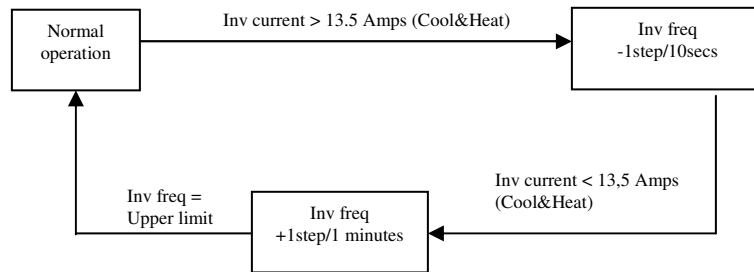 Normal
operation
Inv current > 13.5 Amps (Cool&Heat)
Inv freq
-1step/10secs
Inv current < 13,5 Amps
(Cool&Heat)
Inv freq
+1step/1 minutes
Inv freq =
Upper limit